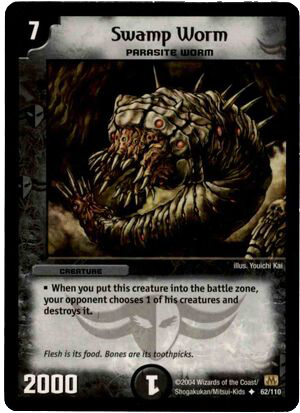 7
Swamp Worm
PARASITE WORM
illus. Youichi Kai
CREATURE
■ When you put this creature into the battle zone,
your opponent chooses 1 of his creatures and
destroys it.
Flesh is its food. Bones are its toothpicks.
2000
1
©2004 Wizards of the Coast/
Shogakukan/Mitsui-Kids ♦ 62/110